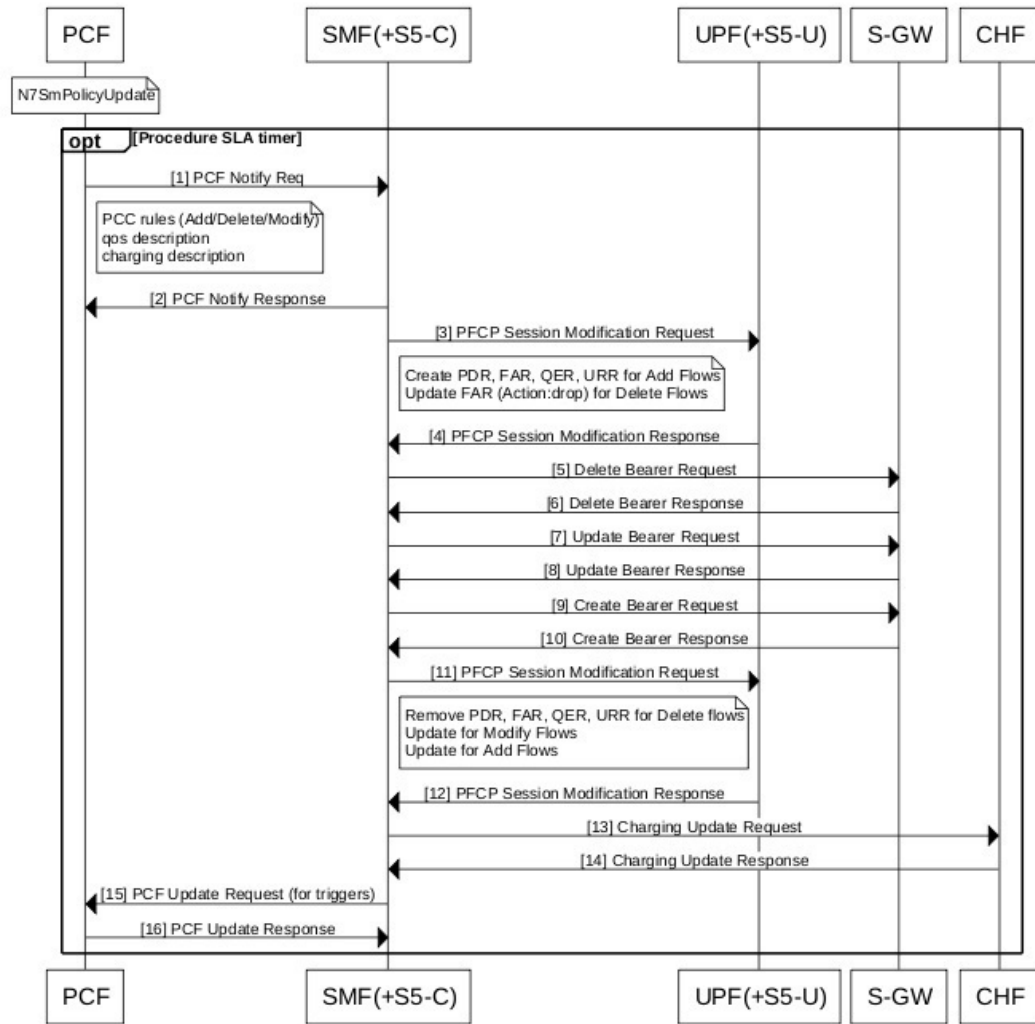 PCF
SMF(+S5-C)
UPF(+S5-U)
S-GW
CHF
N7SmPolicyUpdate
opt
[Procedure SLA timer]
[1] PCF Notify Req
PCC rules (Add/Delete/Modify)
qos description
charging description
[2] PCF Notify Response
[3] PFCP Session Modification Request
Create PDR, FAR, QER, URR for Add Flows
Update FAR (Action:drop) for Delete Flows
[4] PFCP Session Modification Response
[5] Delete Bearer Request
[6] Delete Bearer Response
[7] Update Bearer Request
[8] Update Bearer Response
[9] Create Bearer Request
[10] Create Bearer Response
[11] PFCP Session Modification Request
Remove PDR, FAR, QER, URR for Delete flows
Update for Modify Flows
Update for Add Flows
[12] PFCP Session Modification Response
[13] Charging Update Request
[14] Charging Update Response
[15] PCF Update Request (for triggers)
[16] PCF Update Response
PCF
SMF(+S5-C)
UPF(+S5-U)
S-GW
CHF